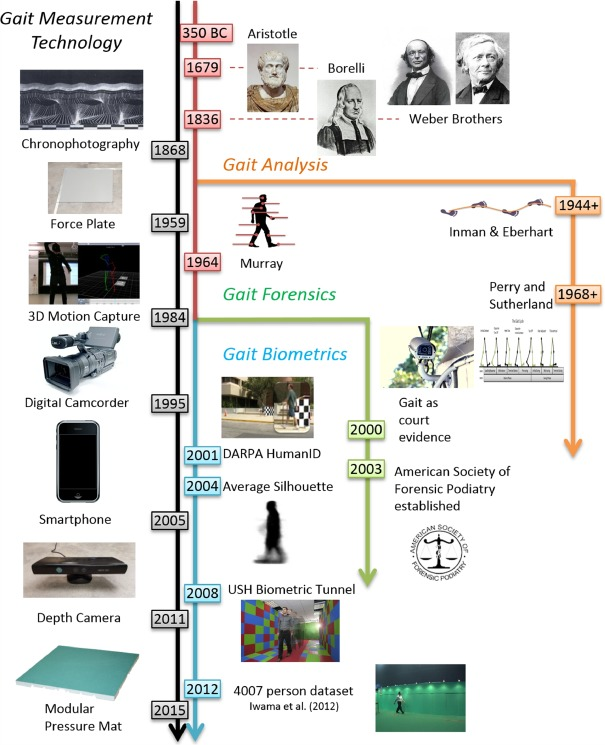 Gait Measurement
Technology
350 BC
Aristotle
1679
Borelli
1836
Weber Brothers
Chronophotography
1868
Gait Analysis
1944+
Inman & Eberhart
Force Plate
1959
1964
Murray
Perry and
Sutherland
1968+
Gait Forensics
3D Motion Capture
1984
Gait Biometrics
Digital Camcorder
1995
Gait as
court
evidence
2000
2001
DARPA HumanID
2003
American Society of
Forensic Podiatry
established
2004
Average Silhouette
Smartphone
2005
AMERICAN SOCIETY OF
FORENSIC PODIATRY
2008
USH Biometric Tunnel
Depth Camera
2011
2012
4007 person dataset
Iwama et al. (2012)
Modular
Pressure Mat
2015